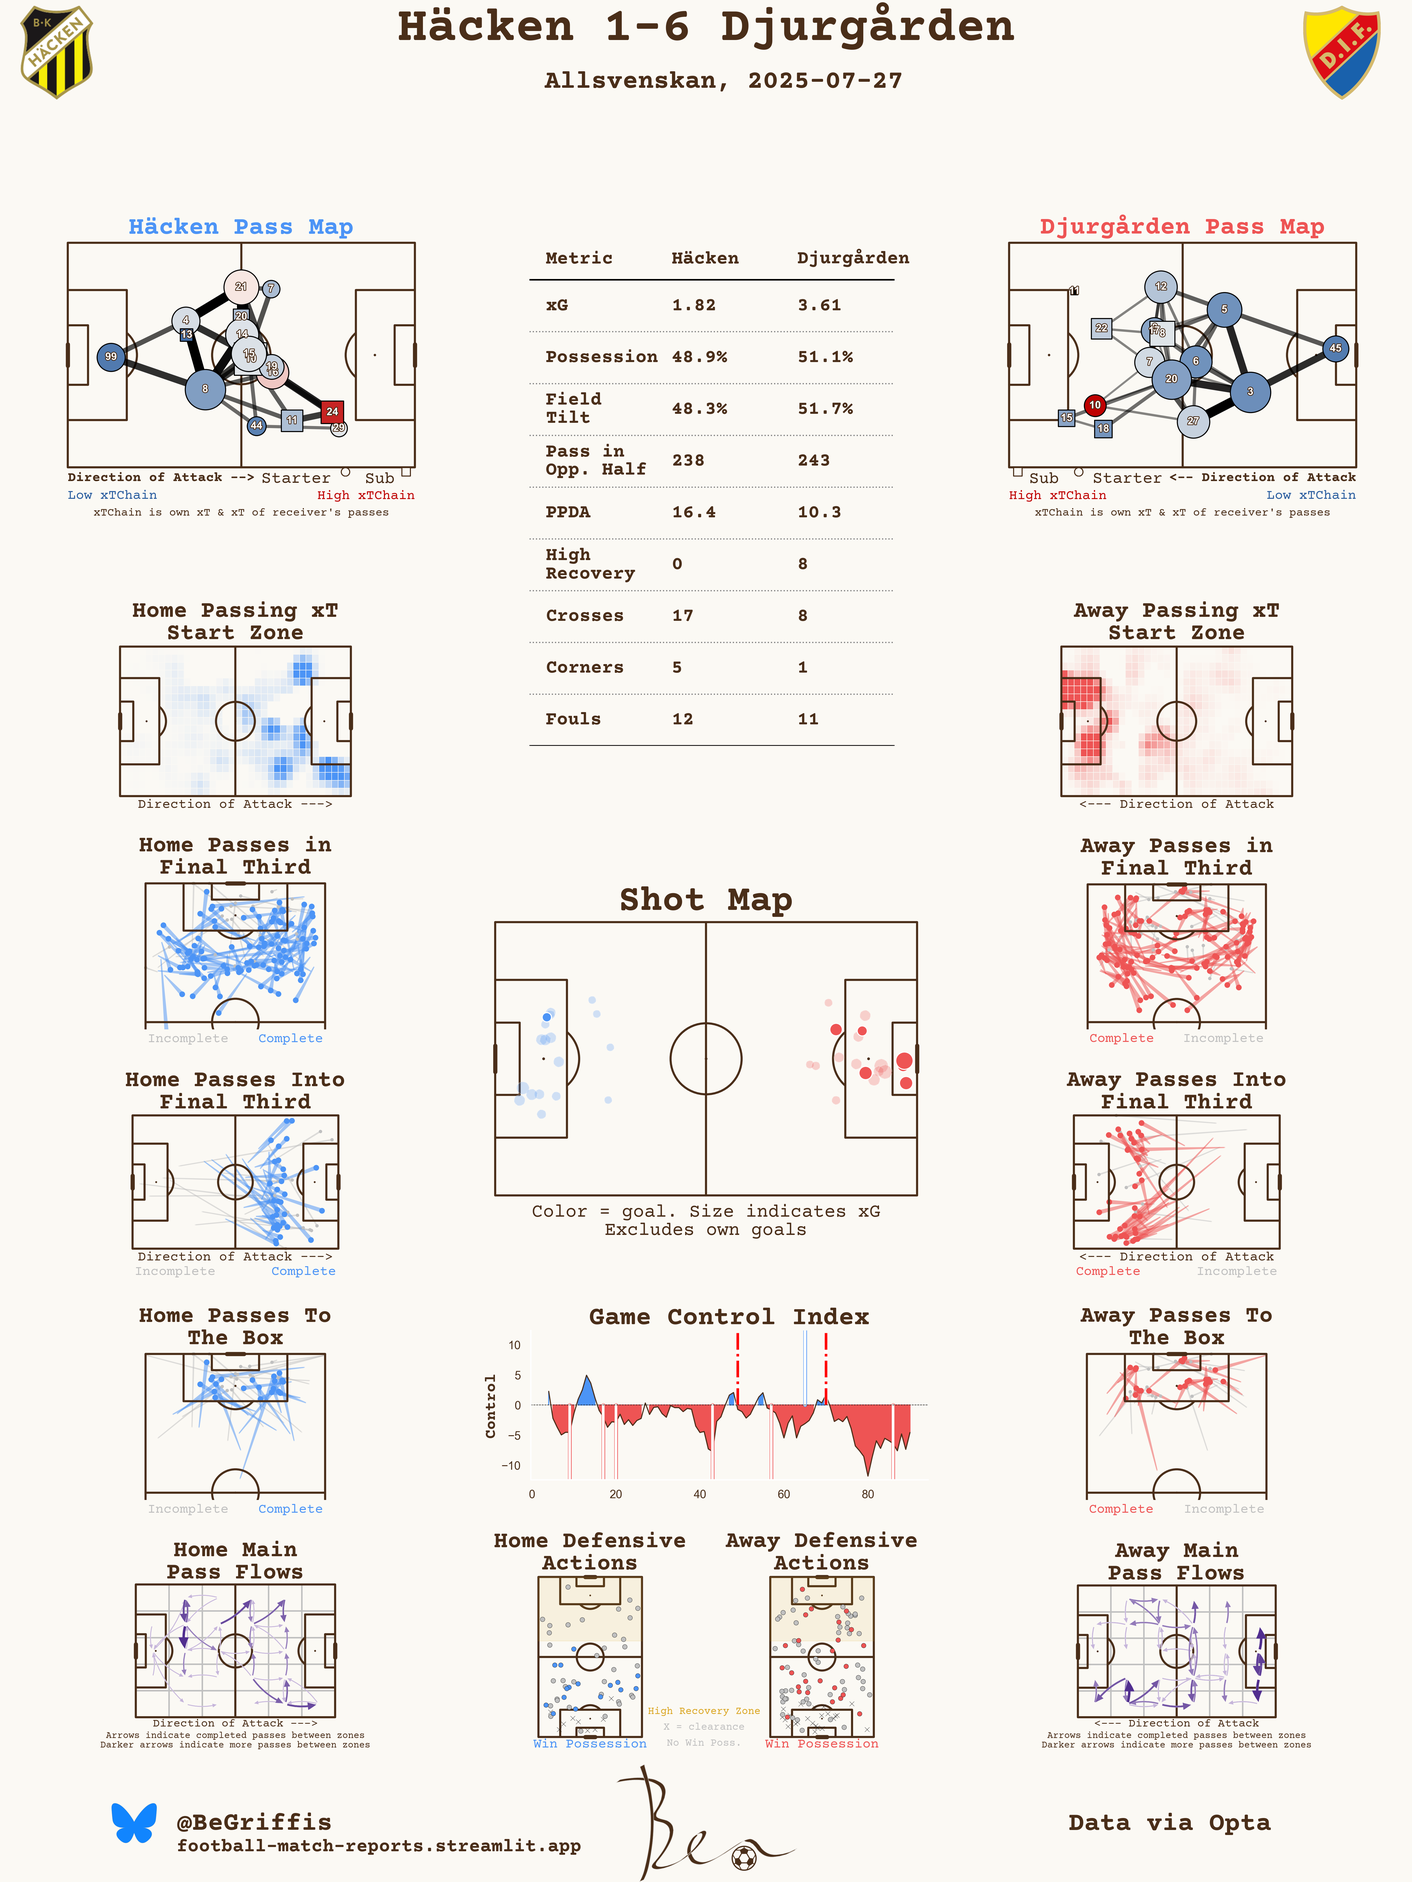 Häcken 1-6 Djurgården
Allsvenskan, 2025-07-27
B·K
HÄCKEN
D.I.F.
Häcken Pass Map
21
7
4
20
13
14
99
15
19
8
24
11
44
29
Direction of Attack --> Starter Sub
Low xTChain High xTChain
xTChain is own xT & xT of receiver's passes
Metric Häcken Djurgården
xG 1.82 3.61
Possession 48.9% 51.1%
Field
Tilt 48.3% 51.7%
Pass in
Opp. Half 238 243
PPDA 16.4 10.3
High
Recovery 0 8
Crosses 17 8
Corners 5 1
Fouls 12 11
Djurgården Pass Map
11
12
5
22
8
45
7
6
20
3
10
15
18
27
Sub Starter <-- Direction of Attack
High xTChain Low xTChain
xTChain is own xT & xT of receiver's passes
Home Passing xT
Start Zone
Direction of Attack --->
Away Passing xT
Start Zone
<--- Direction of Attack
Home Passes in
Final Third
Incomplete Complete
Away Passes in
Final Third
Complete Incomplete
Shot Map
Color = goal. Size indicates xG
Excludes own goals
Home Passes Into
Final Third
Direction of Attack --->
Incomplete Complete
Away Passes Into
Final Third
<--- Direction of Attack
Complete Incomplete
Home Passes To
The Box
Incomplete Complete
Game Control Index
Control
10
5
0
−5
−10
0 20 40 60 80
Away Passes To
The Box
Complete Incomplete
Home Main
Pass Flows
Direction of Attack --->
Arrows indicate completed passes between zones
Darker arrows indicate more passes between zones
Home Defensive
Actions
Win Possession
Away Defensive
Actions
Win Possession
High Recovery Zone
X = clearance
No Win Poss.
Away Main
Pass Flows
<--- Direction of Attack
Arrows indicate completed passes between zones
Darker arrows indicate more passes between zones
@BeGriffis
football-match-reports.streamlit.app
Ben
Data via Opta